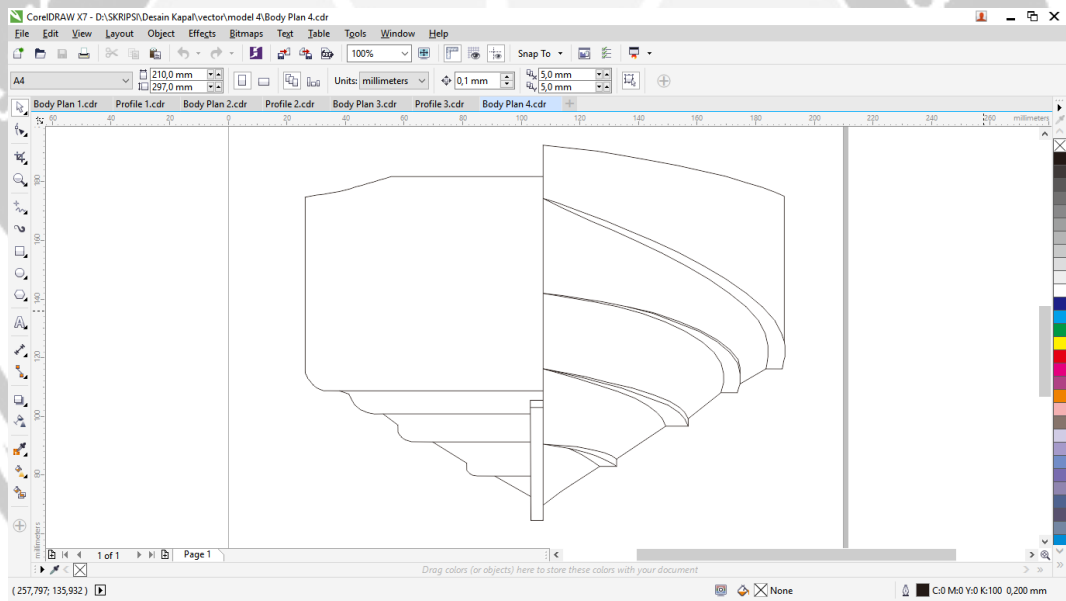 CorelDRAW X7 - D:\SKRIPSI\Desain Kapal\vector\model 4\Body Plan 4.cdr
File Edit View Layout Object Effects Bitmaps Text Table Tools Window Help
100% Snap To
A4 210,0 mm 297,0 mm Units: millimeters 0,1 mm 5,0 mm 5,0 mm
Body Plan 1.cdr Profile 1.cdr Body Plan 2.cdr Profile 2.cdr Body Plan 3.cdr Profile 3.cdr Body Plan 4.cdr
60 40 20 0 20 40 60 80 100 120 140 160 180 200 220 240 260 millimeters
180
160
140
120
100
80
millimeters
1 of 1 Page 1
Drag colors (or objects) here to store these colors with your document
( 257,797; 135,932 ) None C:0 M:0 Y:0 K:100 0,200 mm